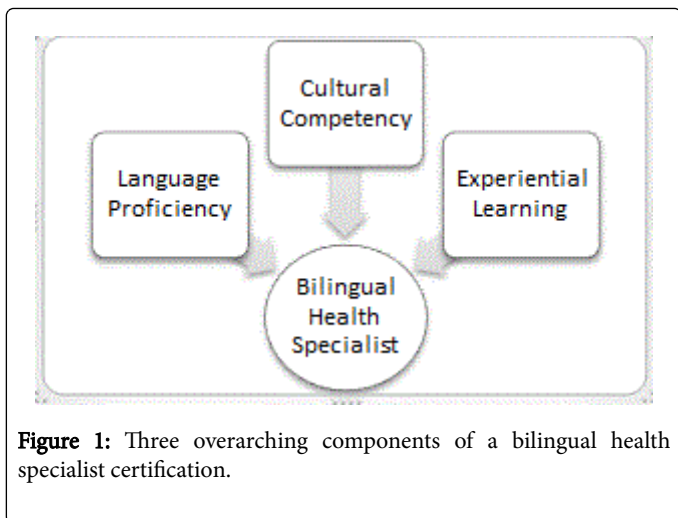 Cultural
Competency
Language
Proficiency
Experiential
Learning
Bilingual
Health
Specialist
Figure 1: Three overarching components of a bilingual health
specialist certification.